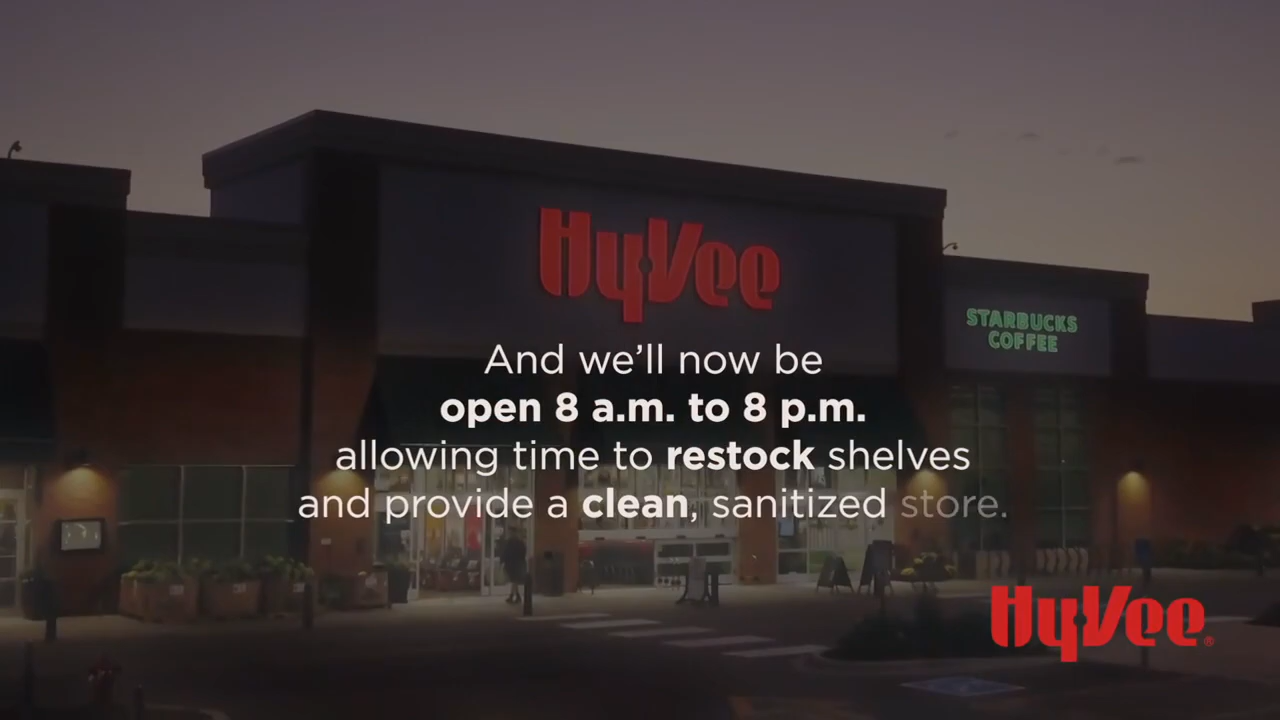 HyVee
STARBUCKS
COFFEE
And we'll now be
open 8 a.m. to 8 p.m.
allowing time to restock shelves
and provide a clean, sanitized store.
HyVee®